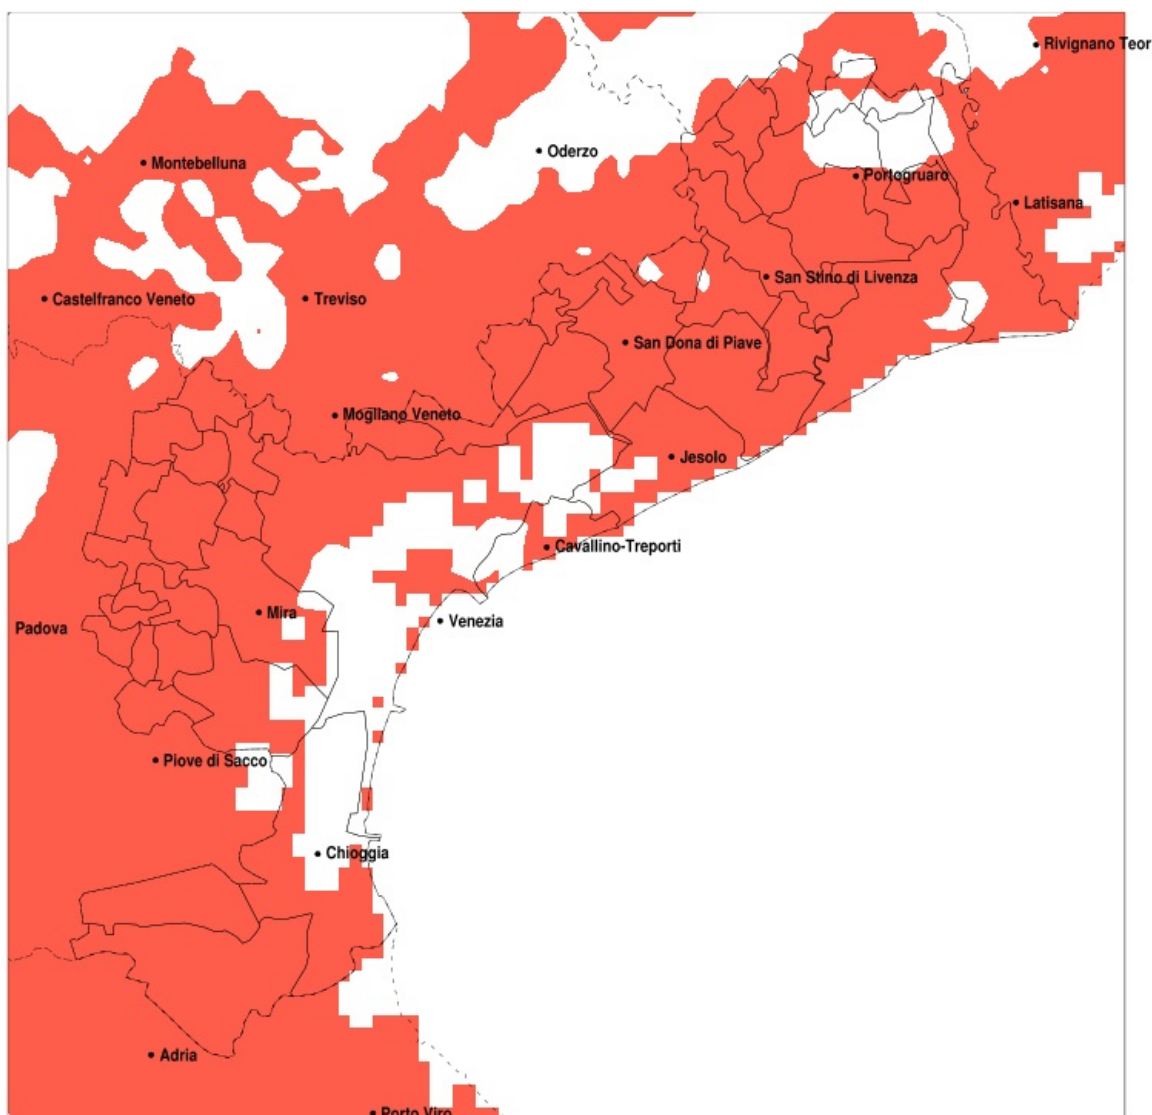 Rivignano Teor
Oderzo
Montebelluna
Portogruaro
Latisana
San Stino di Livenza
Castelfranco Veneto
Treviso
San Dona di Piave
Mogliano Veneto
Jesolo
Cavallino-Treporti
Mira
Venezia
Padova
Piove di Sacco
Chioggia
Adria
Porto Viro